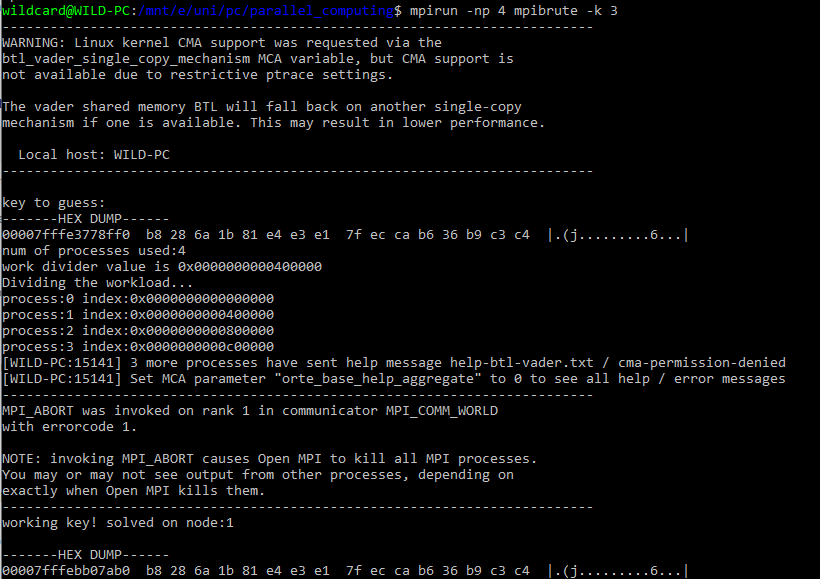 wildcard@WILD-PC:/mnt/e/uni/pc/parallel_computing$ mpirun -np 4 mpibrute -k 3
--------------------------------------------------------------------------
WARNING: Linux kernel CMA support was requested via the
btl_vader_single_copy_mechanism MCA variable, but CMA support is
not available due to restrictive ptrace settings.

The vader shared memory BTL will fall back on another single-copy
mechanism if one is available. This may result in lower performance.

  Local host: WILD-PC
--------------------------------------------------------------------------

key to guess:
-------HEX DUMP------
00007fffe3778ff0  b8 28 6a 1b 81 e4 e3 e1  7f ec ca b6 36 b9 c3 c4  |.(j.........6...|
num of processes used:4
work divider value is 0x0000000000400000
Dividing the workload...
process:0 index:0x0000000000000000
process:1 index:0x0000000000400000
process:2 index:0x0000000000800000
process:3 index:0x0000000000c00000
[WILD-PC:15141] 3 more processes have sent help message help-btl-vader.txt / cma-permission-denied
[WILD-PC:15141] Set MCA parameter "orte_base_help_aggregate" to 0 to see all help / error messages
--------------------------------------------------------------------------
MPI_ABORT was invoked on rank 1 in communicator MPI_COMM_WORLD
with errorcode 1.

NOTE: invoking MPI_ABORT causes Open MPI to kill all MPI processes.
You may or may not see output from other processes, depending on
exactly when Open MPI kills them.
--------------------------------------------------------------------------
working key! solved on node:1

-------HEX DUMP------
00007fffebb07ab0  b8 28 6a 1b 81 e4 e3 e1  7f ec ca b6 36 b9 c3 c4  |.(j.........6...|